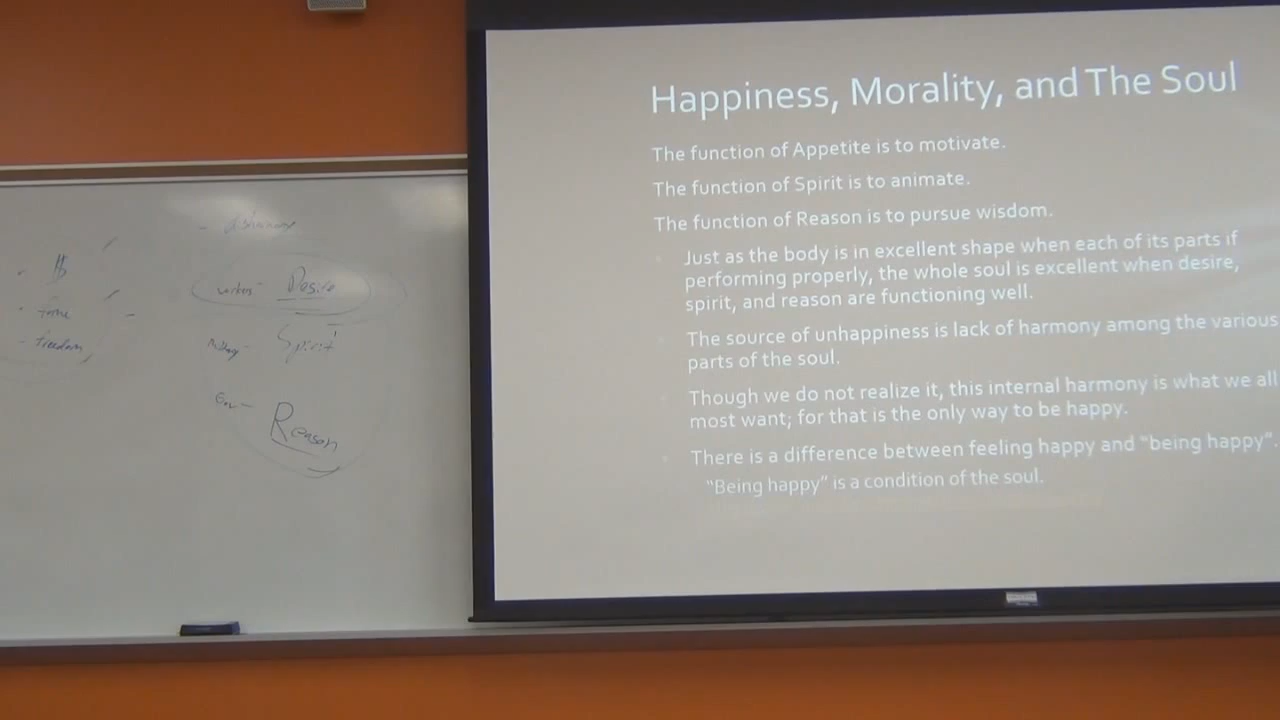 Happiness, Morality, and The Soul
The function of Appetite is to motivate.
The function of Spirit is to animate.
The function of Reason is to pursue wisdom.
Just as the body is in excellent shape when each of its parts if
performing properly, the whole soul is excellent when desire,
spirit, and reason are functioning well.
The source of unhappiness is lack of harmony among the various
parts of the soul.
Though we do not realize it, this internal harmony is what we all
most want; for that is the only way to be happy.
There is a difference between feeling happy and "being happy".
"Being happy" is a condition of the soul.
Desire
Spirit
Reason
fame
- freedom